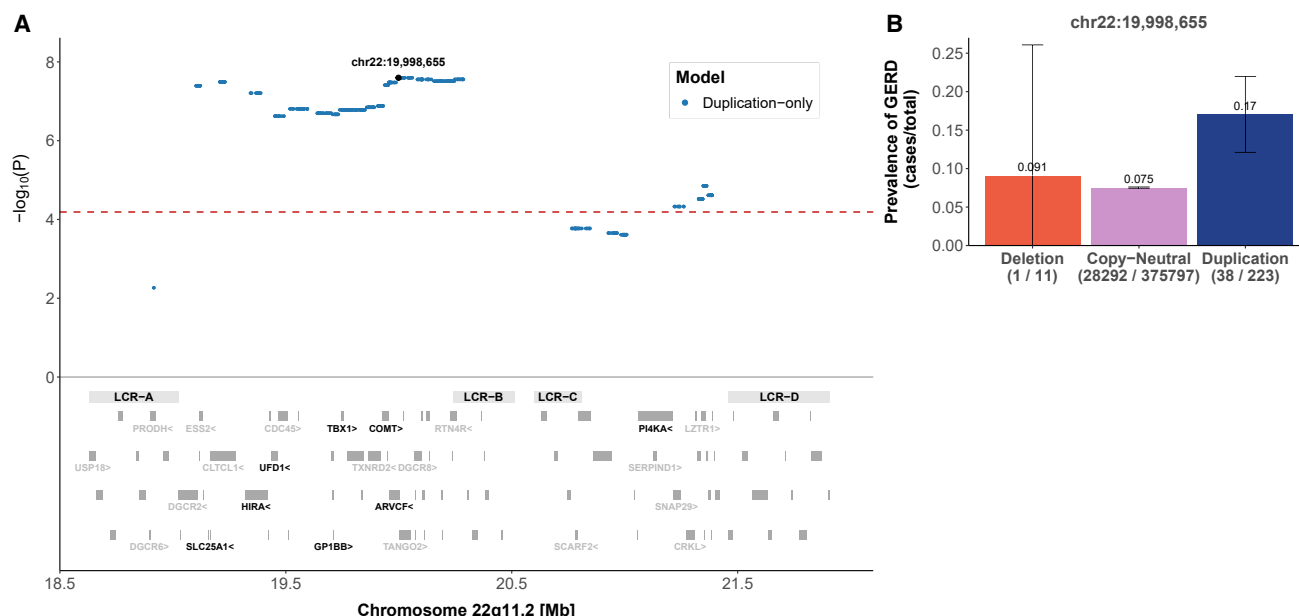 A
8
6
4
2
0
−log10(P)
chr22:19,998,655
Model
Duplication−only
LCR−A
LCR−B
LCR−C
LCR−D
PRODH<
ESS2>
CDC45>
TBX1>
COMT>
RTN4R<
PI4KA<
LZTR1>
USP18>
CLTCL1<
UFD1<
TXNRD2<
DGCR8>
SERPIND1>
DGCR2<
HIRA<
ARVCF<
SNAP29>
DGCR6>
SLC25A1<
GP1BB>
TANGO2>
SCARF2<
CRKL>
18.5
19.5
20.5
21.5
Chromosome 22q11.2 [Mb]
B
chr22:19,998,655
Prevalence of GERD
(cases/total)
0.25
0.20
0.15
0.10
0.05
0.00
0.091
0.075
0.17
Deletion
(1 / 11)
Copy−Neutral
(28292 / 375797)
Duplication
(38 / 223)